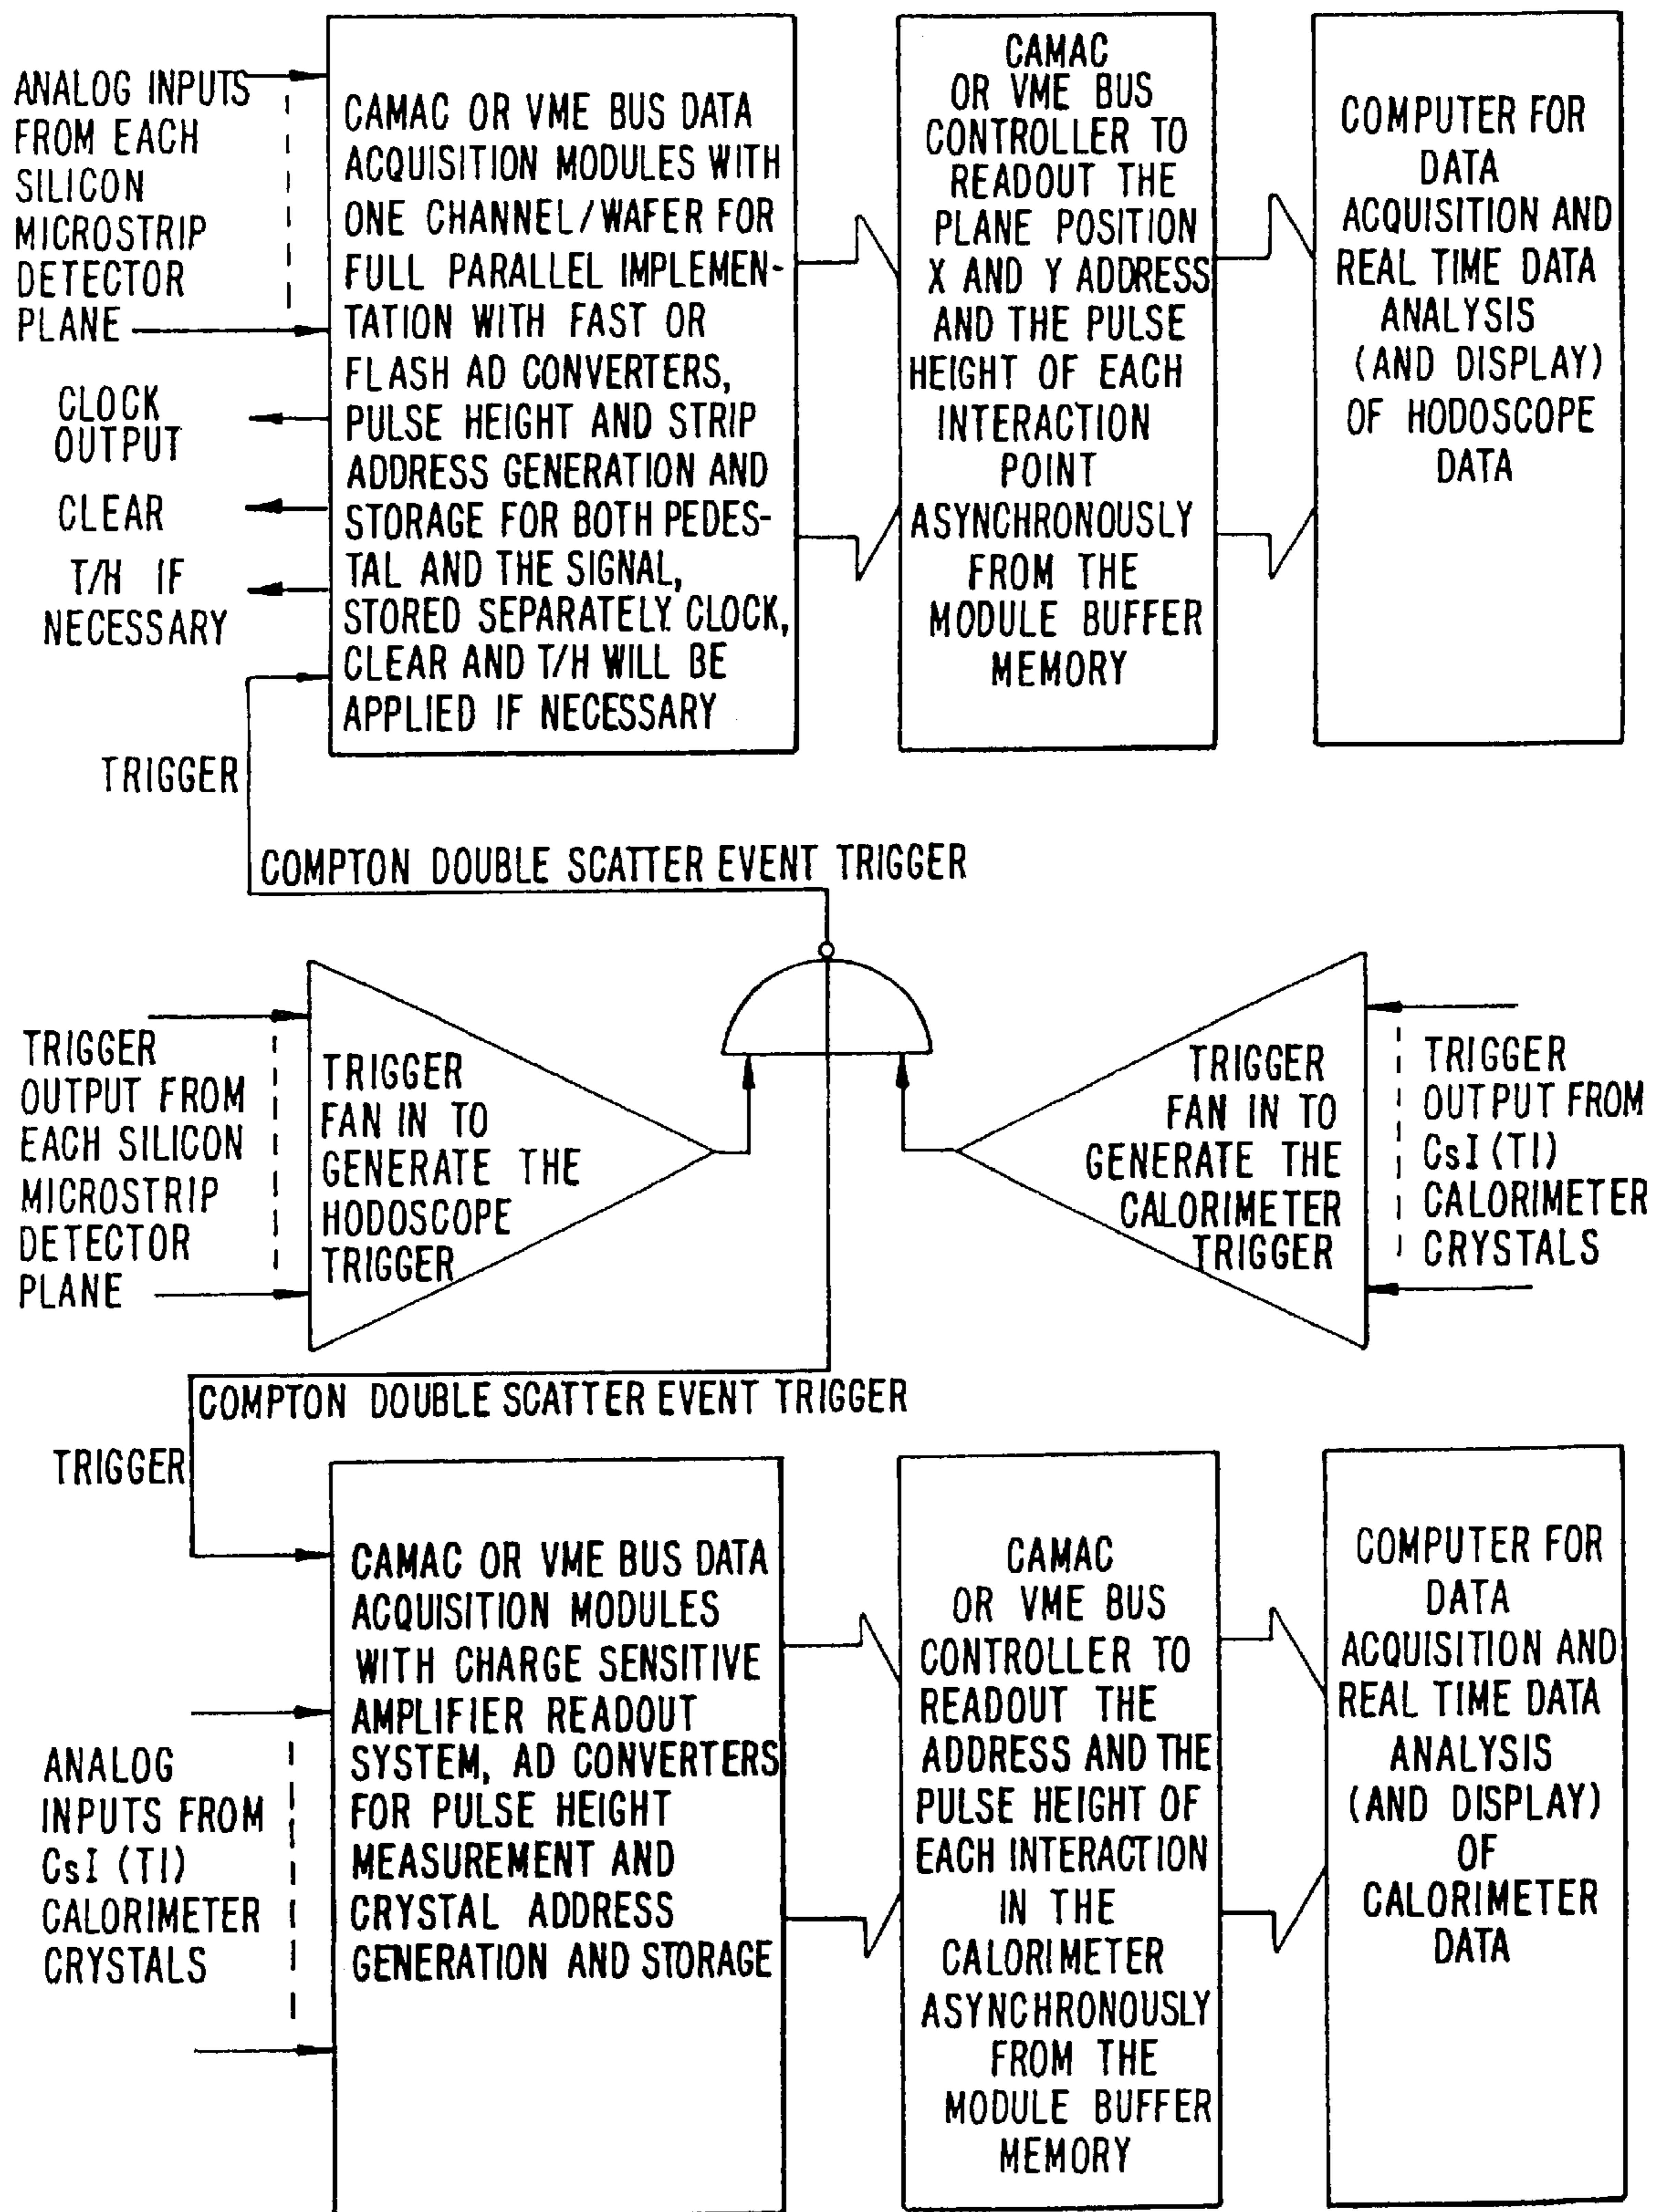 ANALOG INPUTS
FROM EACH
SILICON
MICROSTRIP
DETECTOR
PLANE
CLOCK
OUTPUT
CLEAR
T/H IF
NECESSARY
TRIGGER
CAMAC OR VME BUS DATA
ACQUISITION MODULES WITH
ONE CHANNEL/WAFER FOR
FULL PARALLEL IMPLEMEN-
TATION WITH FAST OR
FLASH AD CONVERTERS,
PULSE HEIGHT AND STRIP
ADDRESS GENERATION AND
STORAGE FOR BOTH PEDES-
TAL AND THE SIGNAL,
STORED SEPARATELY. CLOCK,
CLEAR AND T/H WILL BE
APPLIED IF NECESSARY
CAMAC
OR VME BUS
CONTROLLER TO
READOUT THE
PLANE POSITION
X AND Y ADDRESS
AND THE PULSE
HEIGHT OF EACH
INTERACTION
POINT
ASYNCHRONOUSLY
FROM THE
MODULE BUFFER
MEMORY
COMPUTER FOR
DATA
ACQUISITION AND
REAL TIME DATA
ANALYSIS
(AND DISPLAY)
OF HODOSCOPE
DATA
COMPTON DOUBLE SCATTER EVENT TRIGGER
TRIGGER
OUTPUT FROM
EACH SILICON
MICROSTRIP
DETECTOR
PLANE
TRIGGER
FAN IN TO
GENERATE THE
HODOSCOPE
TRIGGER
TRIGGER
FAN IN TO
GENERATE THE
CALORIMETER
TRIGGER
TRIGGER
OUTPUT FROM
CsI (Tl)
CALORIMETER
CRYSTALS
COMPTON DOUBLE SCATTER EVENT TRIGGER
TRIGGER
ANALOG
INPUTS FROM
CsI (Tl)
CALORIMETER
CRYSTALS
CAMAC OR VME BUS DATA
ACQUISITION MODULES
WITH CHARGE SENSITIVE
AMPLIFIER READOUT
SYSTEM, AD CONVERTERS
FOR PULSE HEIGHT
MEASUREMENT AND
CRYSTAL ADDRESS
GENERATION AND STORAGE
CAMAC
OR VME BUS
CONTROLLER TO
READOUT THE
ADDRESS AND THE
PULSE HEIGHT OF
EACH INTERACTION
IN THE
CALORIMETER
ASYNCHRONOUSLY
FROM THE
MODULE BUFFER
MEMORY
COMPUTER FOR
DATA
ACQUISITION AND
REAL TIME DATA
ANALYSIS
(AND DISPLAY)
OF
CALORIMETER
DATA